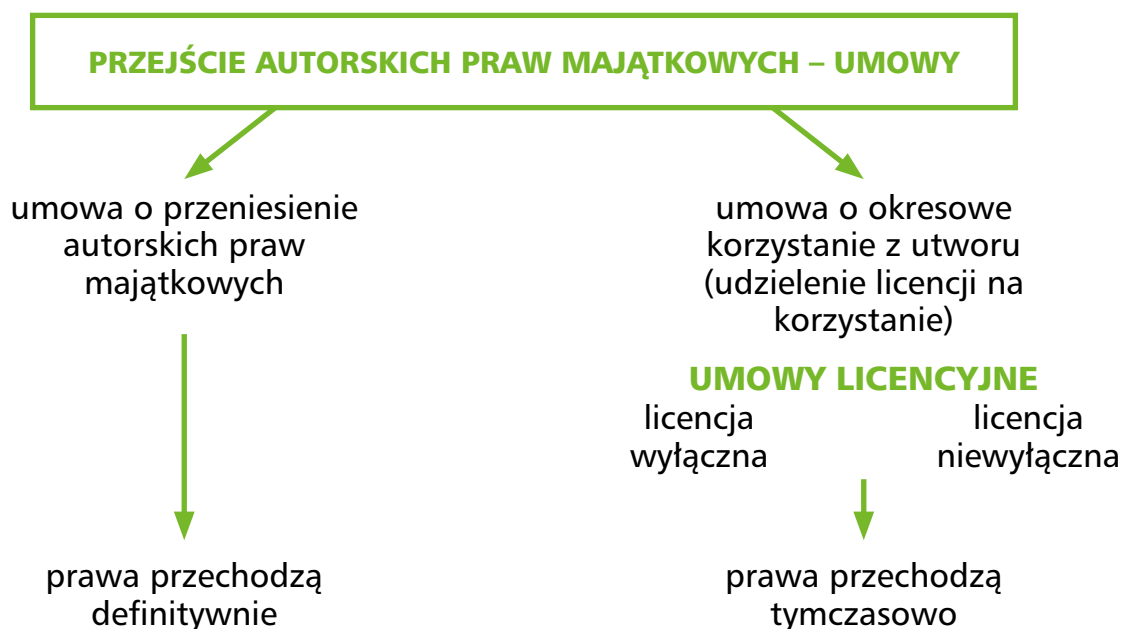 PRZEJŚCIE AUTORSKICH PRAW MAJĄTKOWYCH – UMOWY
umowa o przeniesienie
autorskich praw
majątkowych
prawa przechodzą
definitywnie
umowa o okresowe
korzystanie z utworu
(udzielenie licencji na
korzystanie)
UMOWY LICENCYJNE
licencja
wyłączna
licencja
niewyłączna
prawa przechodzą
tymczasowo